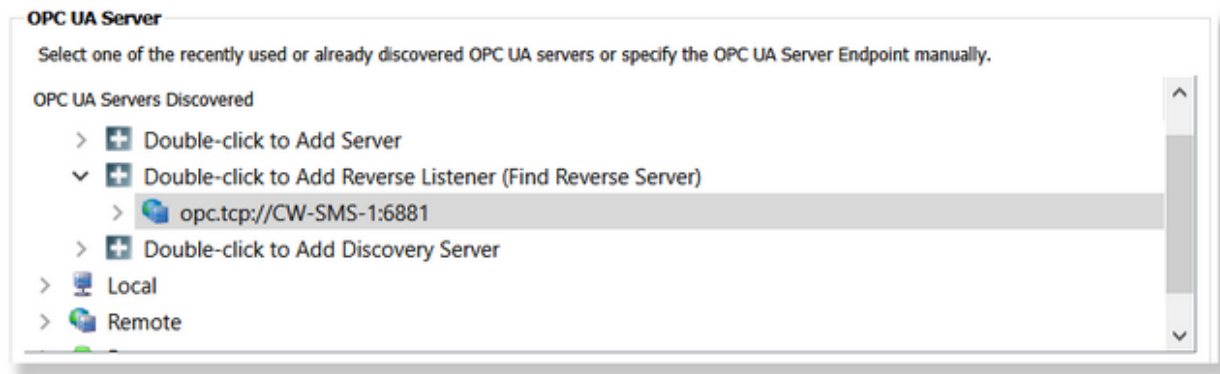 OPC UA Server
Select one of the recently used or already discovered OPC UA servers or specify the OPC UA Server Endpoint manually.
OPC UA Servers Discovered
Double-click to Add Server
Double-click to Add Reverse Listener (Find Reverse Server)
opc.tcp://CW-SMS-1:6881
Double-click to Add Discovery Server
Local
Remote